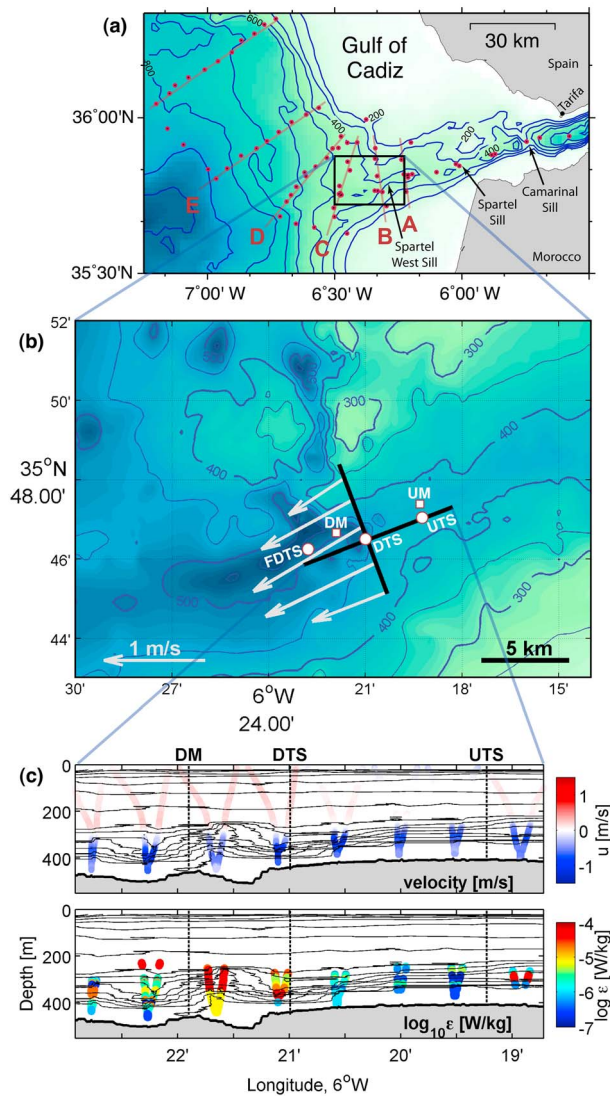 (a)
600
800
Gulf of
Cadiz
30 km
Spain
Tarifa
36°00'N
200
400
200
400
Camarinal
Sill
Spartel
Sill
E
D
C
B
A
Spartel
West Sill
Morocco
35°30'N
7°00' W
6°30' W
6°00' W
(b)
52'
50'
35°N
48.00'
46'
44'
300
300
400
400
UM
DM
UTS
DTS
FDTS
500
400
300
1 m/s
5 km
30'
27'
6°W
24.00'
21'
18'
15'
14'
(c)
DM
DTS
UTS
0
200
400
velocity [m/s]
1
0
-1
u [m/s]
0
200
400
Depth [m]
log10ε [W/kg]
-4
-5
-6
-7
log ε [W/kg]
22'
21'
20'
19'
Longitude, 6°W